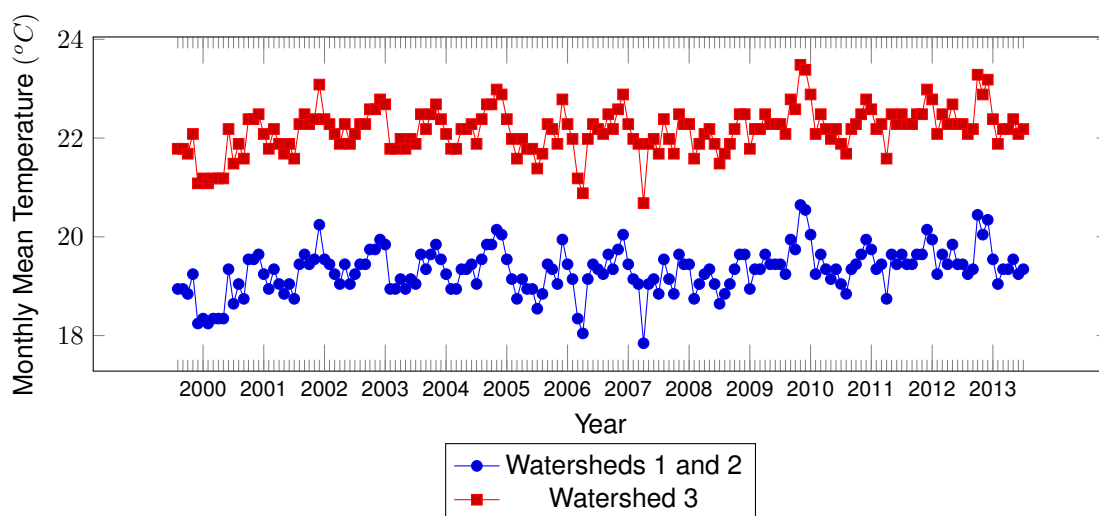 Monthly Mean Temperature (°C)
24
22
20
18
2000 2001 2002 2003 2004 2005 2006 2007 2008 2009 2010 2011 2012 2013
Year
Watersheds 1 and 2
Watershed 3